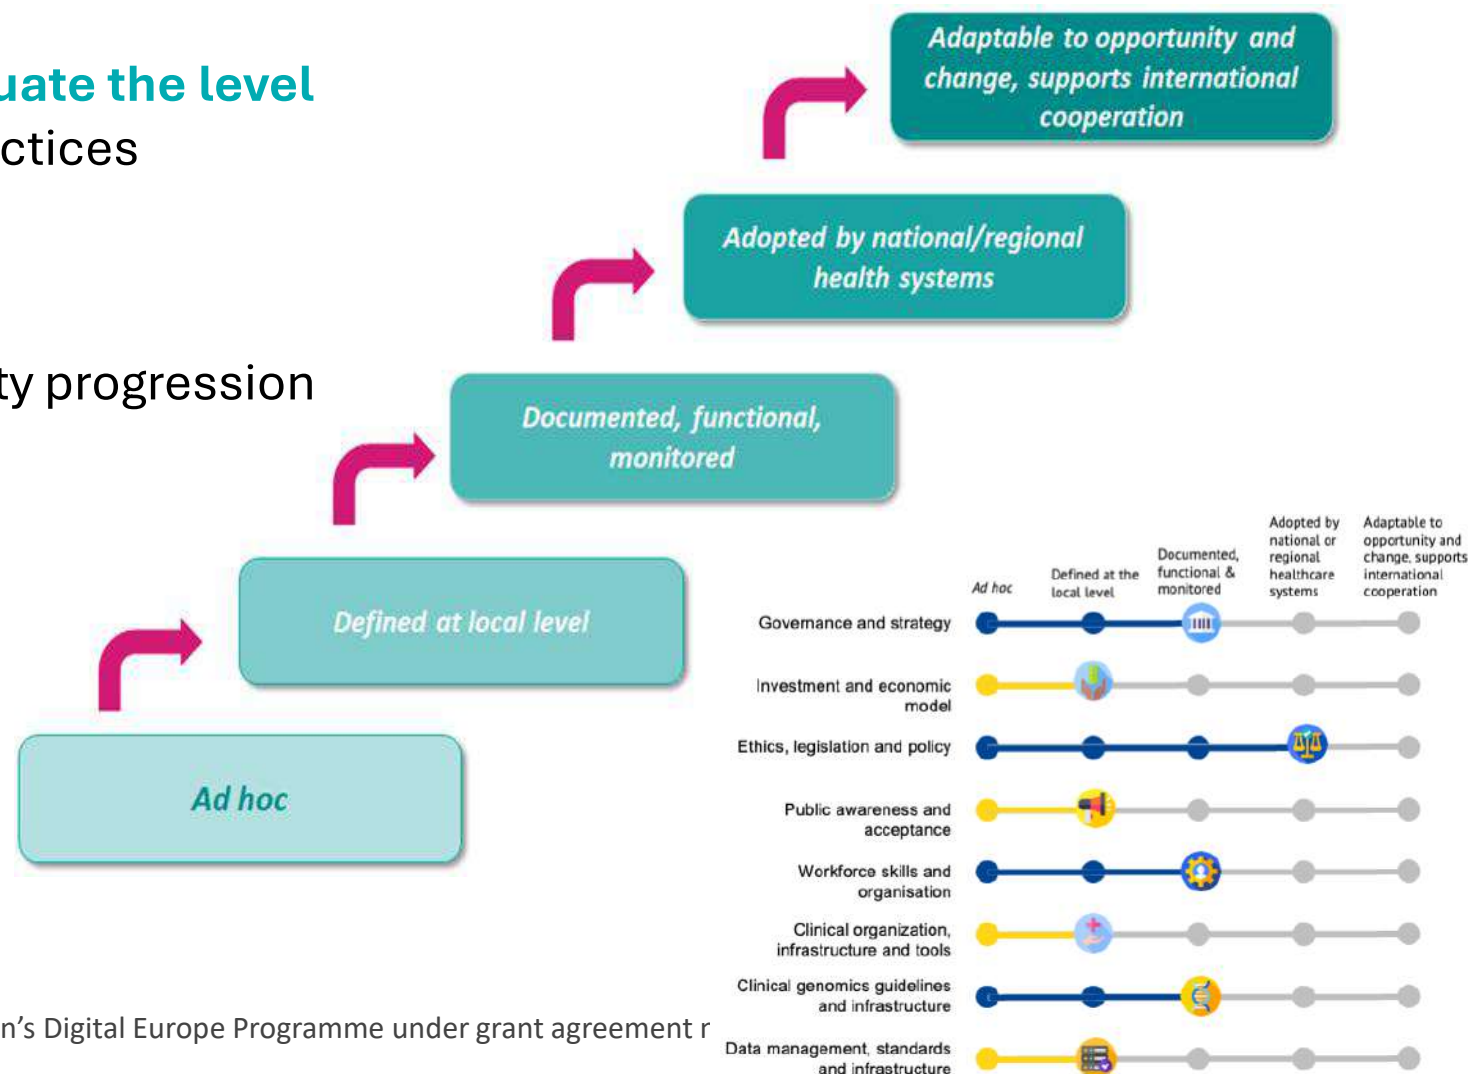 uate the level
ctices
ty progression
Adaptable to opportunity and
change, supports international
cooperation
Adopted by national/regional
health systems
Documented, functional,
monitored
Defined at local level
Ad hoc
Ad hoc
Defined at the
local level
Documented,
functional &
monitored
Adopted by
national or
regional
healthcare
systems
Adaptable to
opportunity and
change, supports
international
cooperation
Governance and strategy
Investment and economic
model
Ethics, legislation and policy
Public awareness and
acceptance
Workforce skills and
organisation
Clinical organization,
infrastructure and tools
Clinical genomics guidelines
and infrastructure
Data management, standards
and infrastructure
n's Digital Europe Programme under grant agreement r